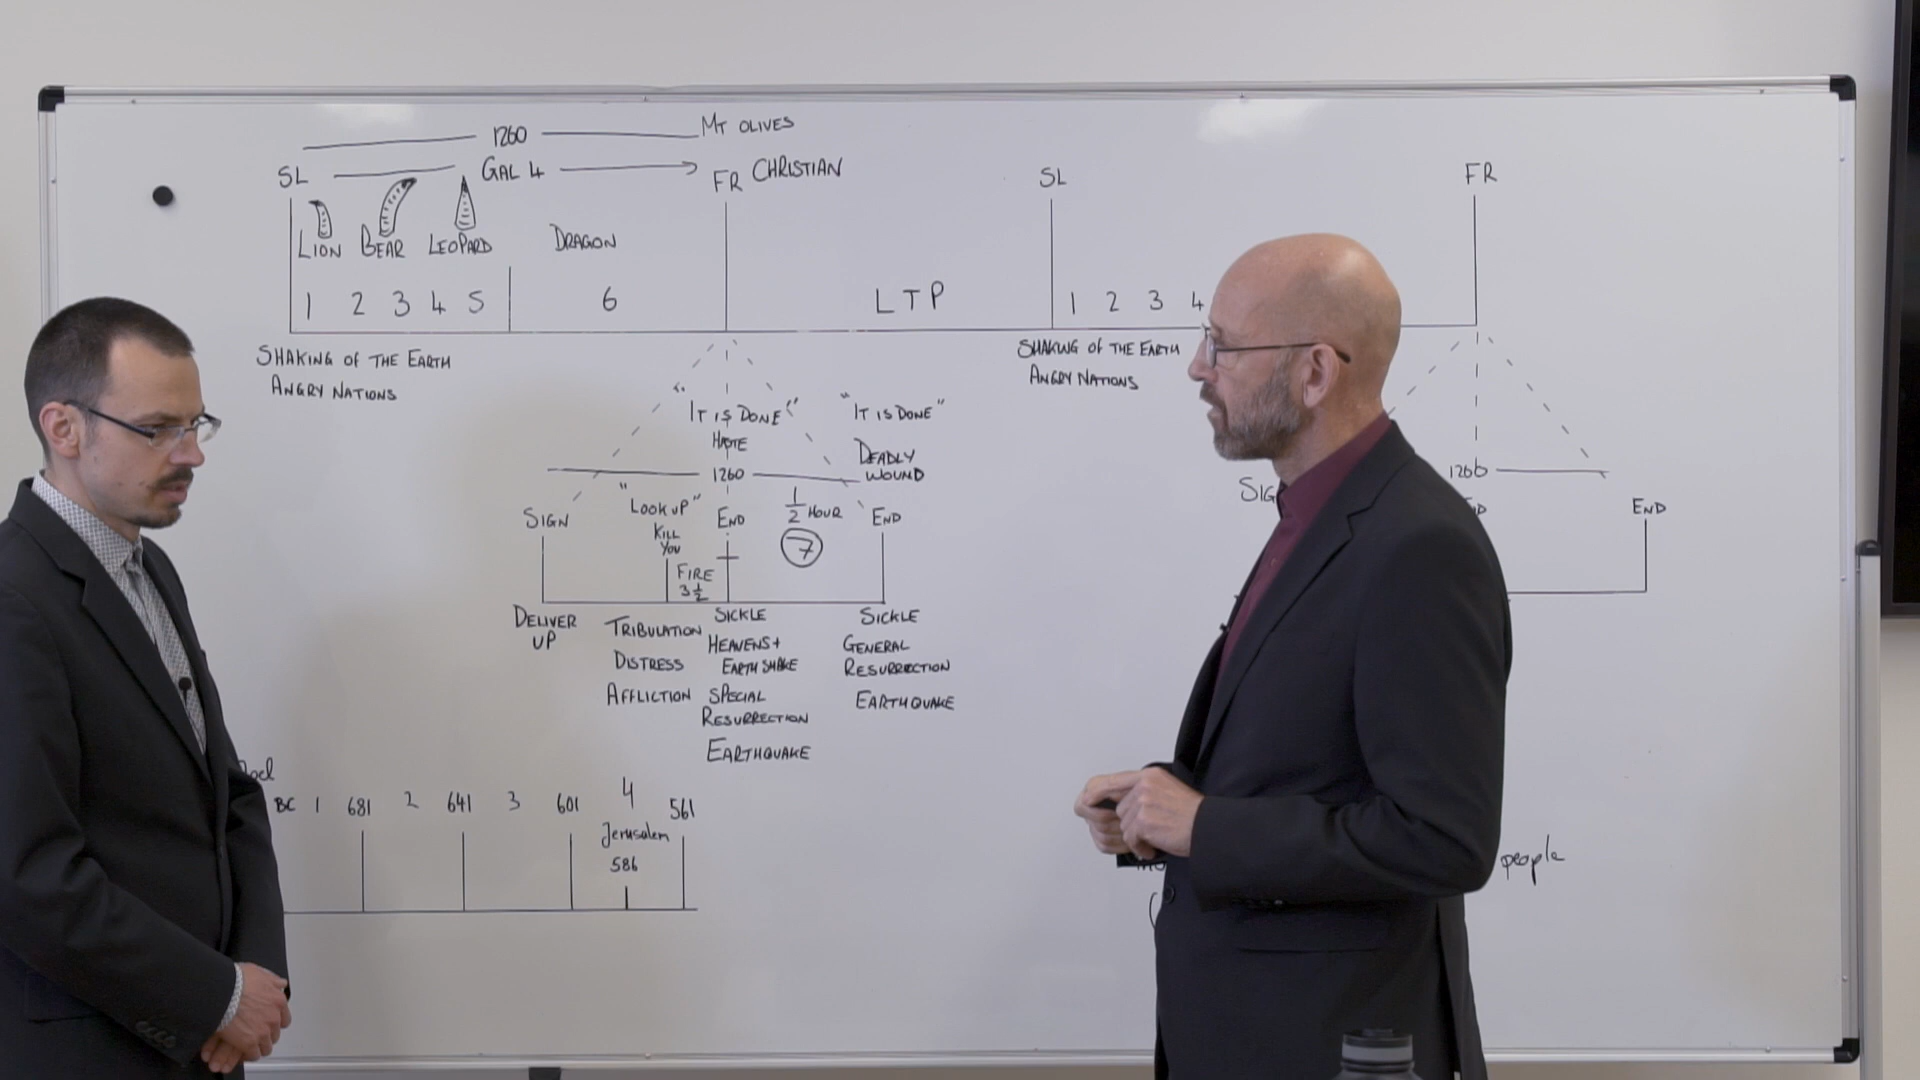 1260
MT OLIVES
SL
GAL 4
FR CHRISTIAN
LION BEAR LEOPARD
DRAGON
1 2 3 4 5
6
LTP
SHAKING OF THE EARTH
ANGRY NATIONS
SL
FR
1 2 3 4
SHAKING OF THE EARTH
ANGRY NATIONS
"IT IS DONE"
HASTE
"IT IS DONE"
DEADLY
WOUND
1260
SIGN
"LOOK UP"
KILL
YOU
END
1/2 HOUR
END
7
FIRE
3 1/2
DELIVER
UP
TRIBULATION
DISTRESS
AFFLICTION
SICKLE
HEAVENS +
EARTH SHAKE
SPECIAL
RESURRECTION
EARTHQUAKE
SICKLE
GENERAL
RESURRECTION
EARTHQUAKE
1260
SIG
END
BC 1 681 2 641 3 601 4 561
Jerusalem
586
people